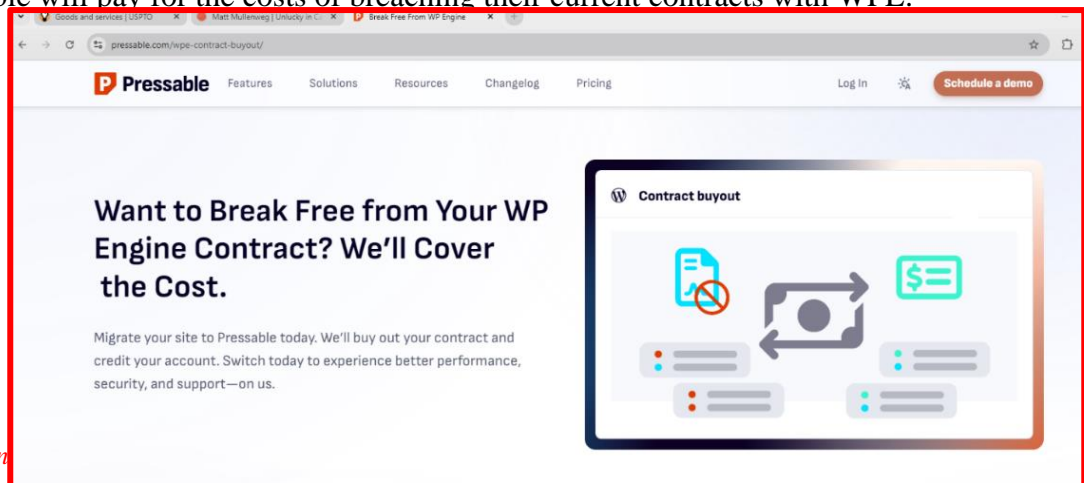 will pay for the costs of breaching their current contracts with WPE.
Goods and services | USPTO Matt Mullenweg | Unlucky in Ca Break Free From WP Engine
pressable.com/wpe-contract-buyout/
Pressable Features Solutions Resources Changelog Pricing Log In Schedule a demo
Want to Break Free from Your WP
Engine Contract? We'll Cover
the Cost.
Migrate your site to Pressable today. We'll buy out your contract and
credit your account. Switch today to experience better performance,
security, and support—on us.
Contract buyout